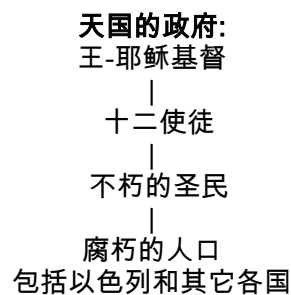 天国的政府:
王-耶稣基督
|
十二使徒
|
不朽的圣民
|
腐朽的人口
包括以色列和其它各国